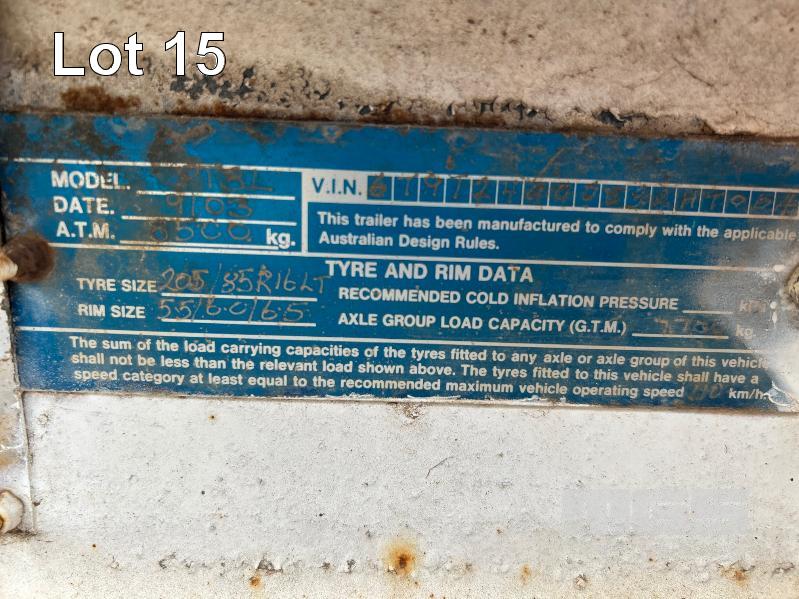 Lot 15
MODEL.
DATE. 9/03
A.T.M. 6500 kg.
V.I.N.
This trailer has been manufactured to comply with the applicable
Australian Design Rules.
TYRE AND RIM DATA
TYRE SIZE 205/85R16LT
RIM SIZE 5.5/6.0/6.5
RECOMMENDED COLD INFLATION PRESSURE
AXLE GROUP LOAD CAPACITY (G.T.M.) kg.
The sum of the load carrying capacities of the tyres fitted to any axle or axle group of this vehicle
shall not be less than the relevant load shown above. The tyres fitted to this vehicle shall have a
speed category at least equal to the recommended maximum vehicle operating speed km/h.